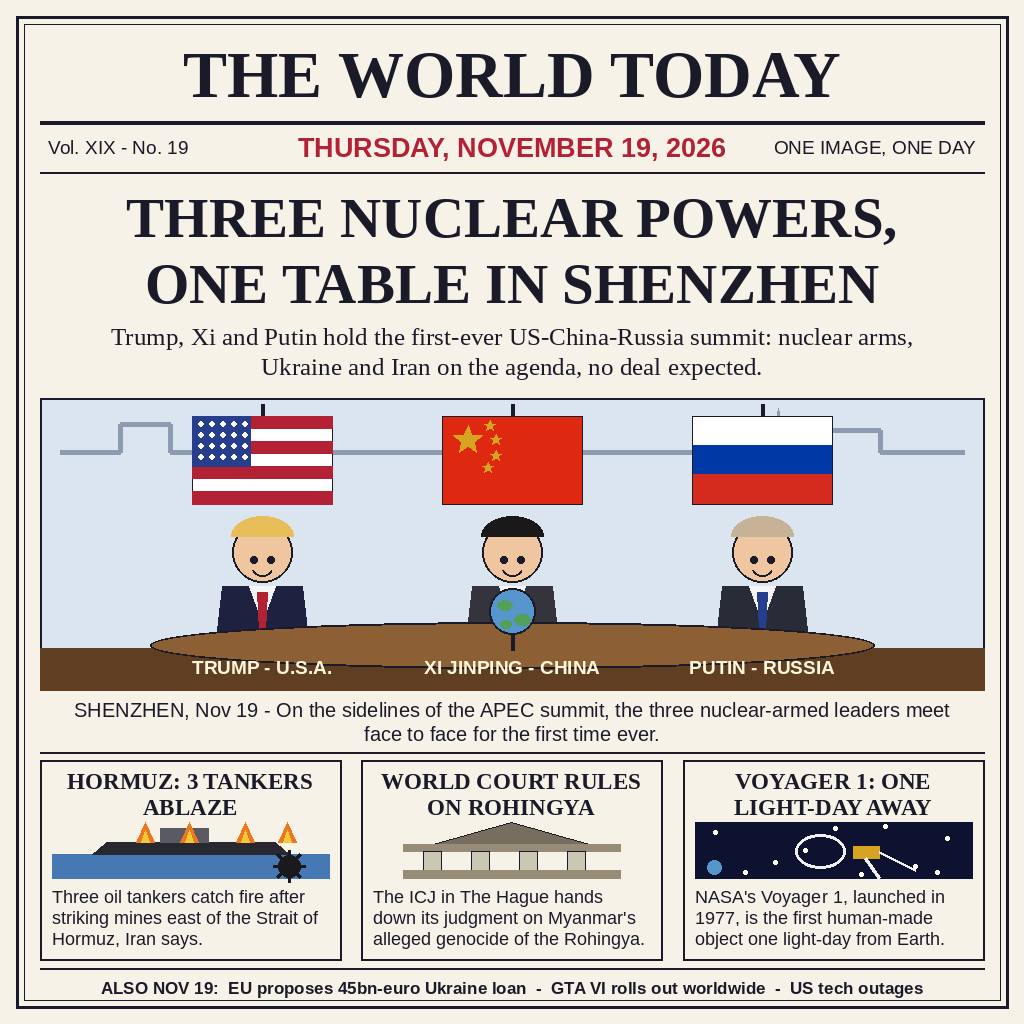 THE WORLD TODAY
Vol. XIX - No. 19
THURSDAY, NOVEMBER 19, 2026
ONE IMAGE, ONE DAY
THREE NUCLEAR POWERS,
ONE TABLE IN SHENZHEN
Trump, Xi and Putin hold the first-ever US-China-Russia summit: nuclear arms,
Ukraine and Iran on the agenda, no deal expected.
TRUMP - U.S.A.
XI JINPING - CHINA
PUTIN - RUSSIA
SHENZHEN, Nov 19 - On the sidelines of the APEC summit, the three nuclear-armed leaders meet
face to face for the first time ever.
HORMUZ: 3 TANKERS
ABLAZE
Three oil tankers catch fire after
striking mines east of the Strait of
Hormuz, Iran says.
WORLD COURT RULES
ON ROHINGYA
The ICJ in The Hague hands
down its judgment on Myanmar's
alleged genocide of the Rohingya.
VOYAGER 1: ONE
LIGHT-DAY AWAY
NASA's Voyager 1, launched in
1977, is the first human-made
object one light-day from Earth.
ALSO NOV 19:  EU proposes 45bn-euro Ukraine loan  -  GTA VI rolls out worldwide  -  US tech outages